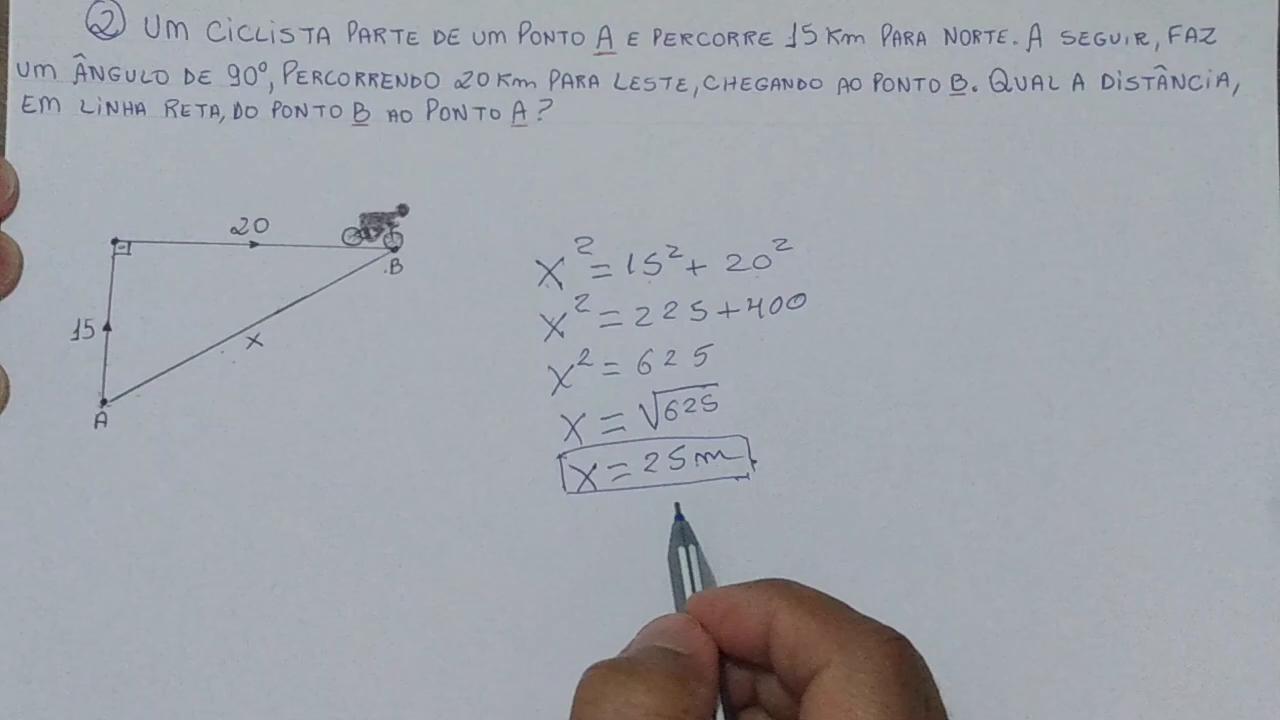 ② UM CICLISTA PARTE DE UM PONTO A E PERCORRE 15 Km PARA NORTE. A SEGUIR, FAZ
UM ÂNGULO DE 90º, PERCORRENDO 20 Km PARA LESTE, CHEGANDO AO PONTO B. QUAL A DISTÂNCIA,
EM LINHA RETA, DO PONTO B AO PONTO A?
20
B
15
x
A
x² = 15² + 20²
x² = 225 + 400
x² = 625
x = √625
x = 25m